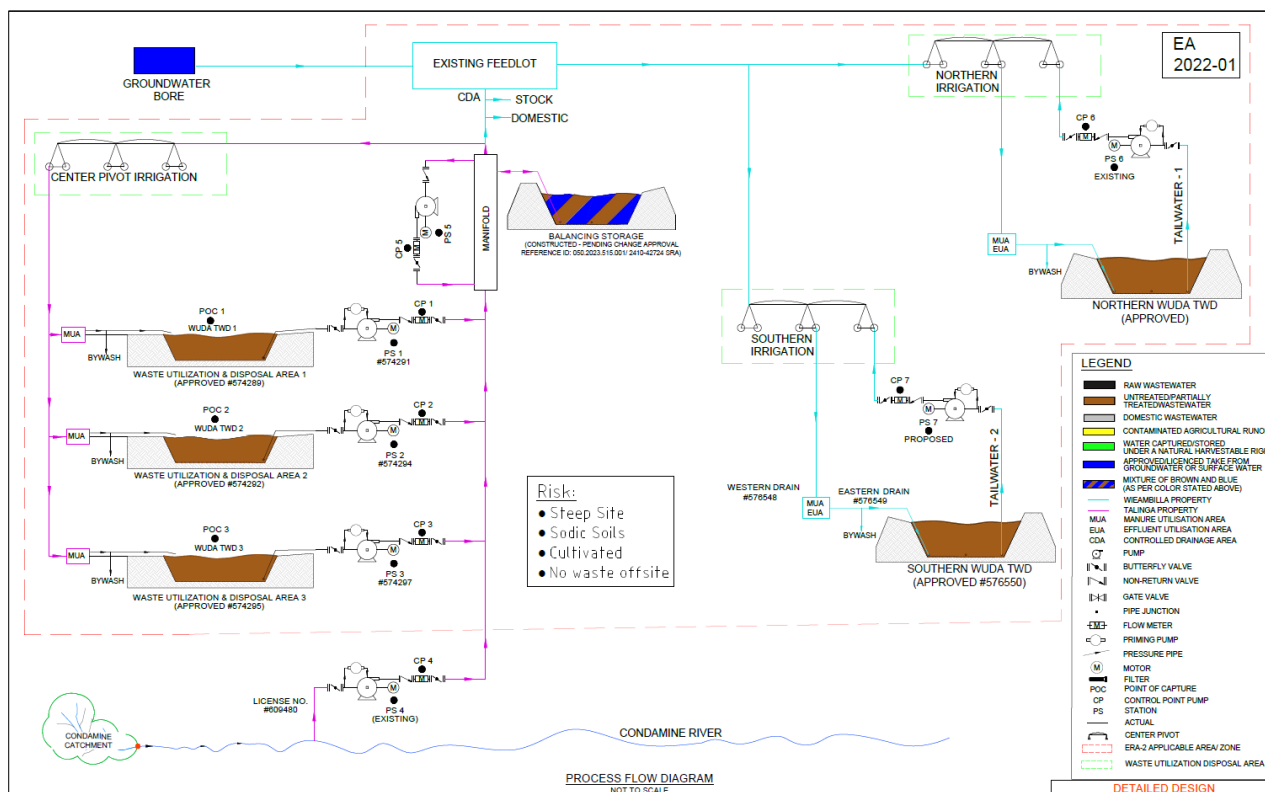 EA
2022-01
GROUNDWATER
BORE
EXISTING FEEDLOT
CDA
STOCK
DOMESTIC
NORTHERN
IRRIGATION
CP 6
M
M
PS 6
EXISTING
TAILWATER - 1
MUA
EUA
BYWASH
NORTHERN WUDA TWD
(APPROVED)
CENTER PIVOT IRRIGATION
MANIFOLD
M
PS 5
CP 5
M
BALANCING STORAGE
(CONSTRUCTED - PENDING CHANGE APPROVAL
REFERENCE ID: 050.2023.515.001/ 2410-42724 SRA)
POC 1
WUDA TWD 1
MUA
BYWASH
CP 1
M
M
PS 1
#574291
WASTE UTILIZATION & DISPOSAL AREA 1
(APPROVED #574289)
POC 2
WUDA TWD 2
MUA
BYWASH
CP 2
M
M
PS 2
#574294
WASTE UTILIZATION & DISPOSAL AREA 2
(APPROVED #574292)
POC 3
WUDA TWD 3
MUA
BYWASH
CP 3
M
M
PS 3
#574297
WASTE UTILIZATION & DISPOSAL AREA 3
(APPROVED #574295)
SOUTHERN
IRRIGATION
CP 7
M
M
PS 7
PROPOSED
TAILWATER - 2
WESTERN DRAIN
#576548
EASTERN DRAIN
#576549
MUA
EUA
BYWASH
SOUTHERN WUDA TWD
(APPROVED #576550)
Risk:
● Steep Site
● Sodic Soils
● Cultivated
● No waste offsite
CP 4
M
M
PS 4
(EXISTING)
LICENSE NO.
#609480
CONDAMINE
CATCHMENT
CONDAMINE RIVER
PROCESS FLOW DIAGRAM
NOT TO SCALE
LEGEND
RAW WASTEWATER
UNTREATED/PARTIALLY
TREATEDWASTEWATER
DOMESTIC WASTEWATER
CONTAMINATED AGRICULTURAL RUNO
WATER CAPTURED/STORED
UNDER A NATURAL HARVESTABLE RIG
APPROVED/LICENCED TAKE FROM
GROUNDWATER OR SURFACE WATER
MIXTURE OF BROWN AND BLUE
(AS PER COLOR STATED ABOVE)
WIEAMBILLA PROPERTY
TALINGA PROPERTY
MUA MANURE UTILISATION AREA
EUA EFFLUENT UTILISATION AREA
CDA CONTROLLED DRAINAGE AREA
PUMP
BUTTERFLY VALVE
NON-RETURN VALVE
GATE VALVE
PIPE JUNCTION
M FLOW METER
PRIMING PUMP
PRESSURE PIPE
M MOTOR
FILTER
POC POINT OF CAPTURE
CP CONTROL POINT PUMP
PS STATION
ACTUAL
CENTER PIVOT
ERA-2 APPLICABLE AREA/ ZONE
WASTE UTILIZATION DISPOSAL AREA
DETAILED DESIGN